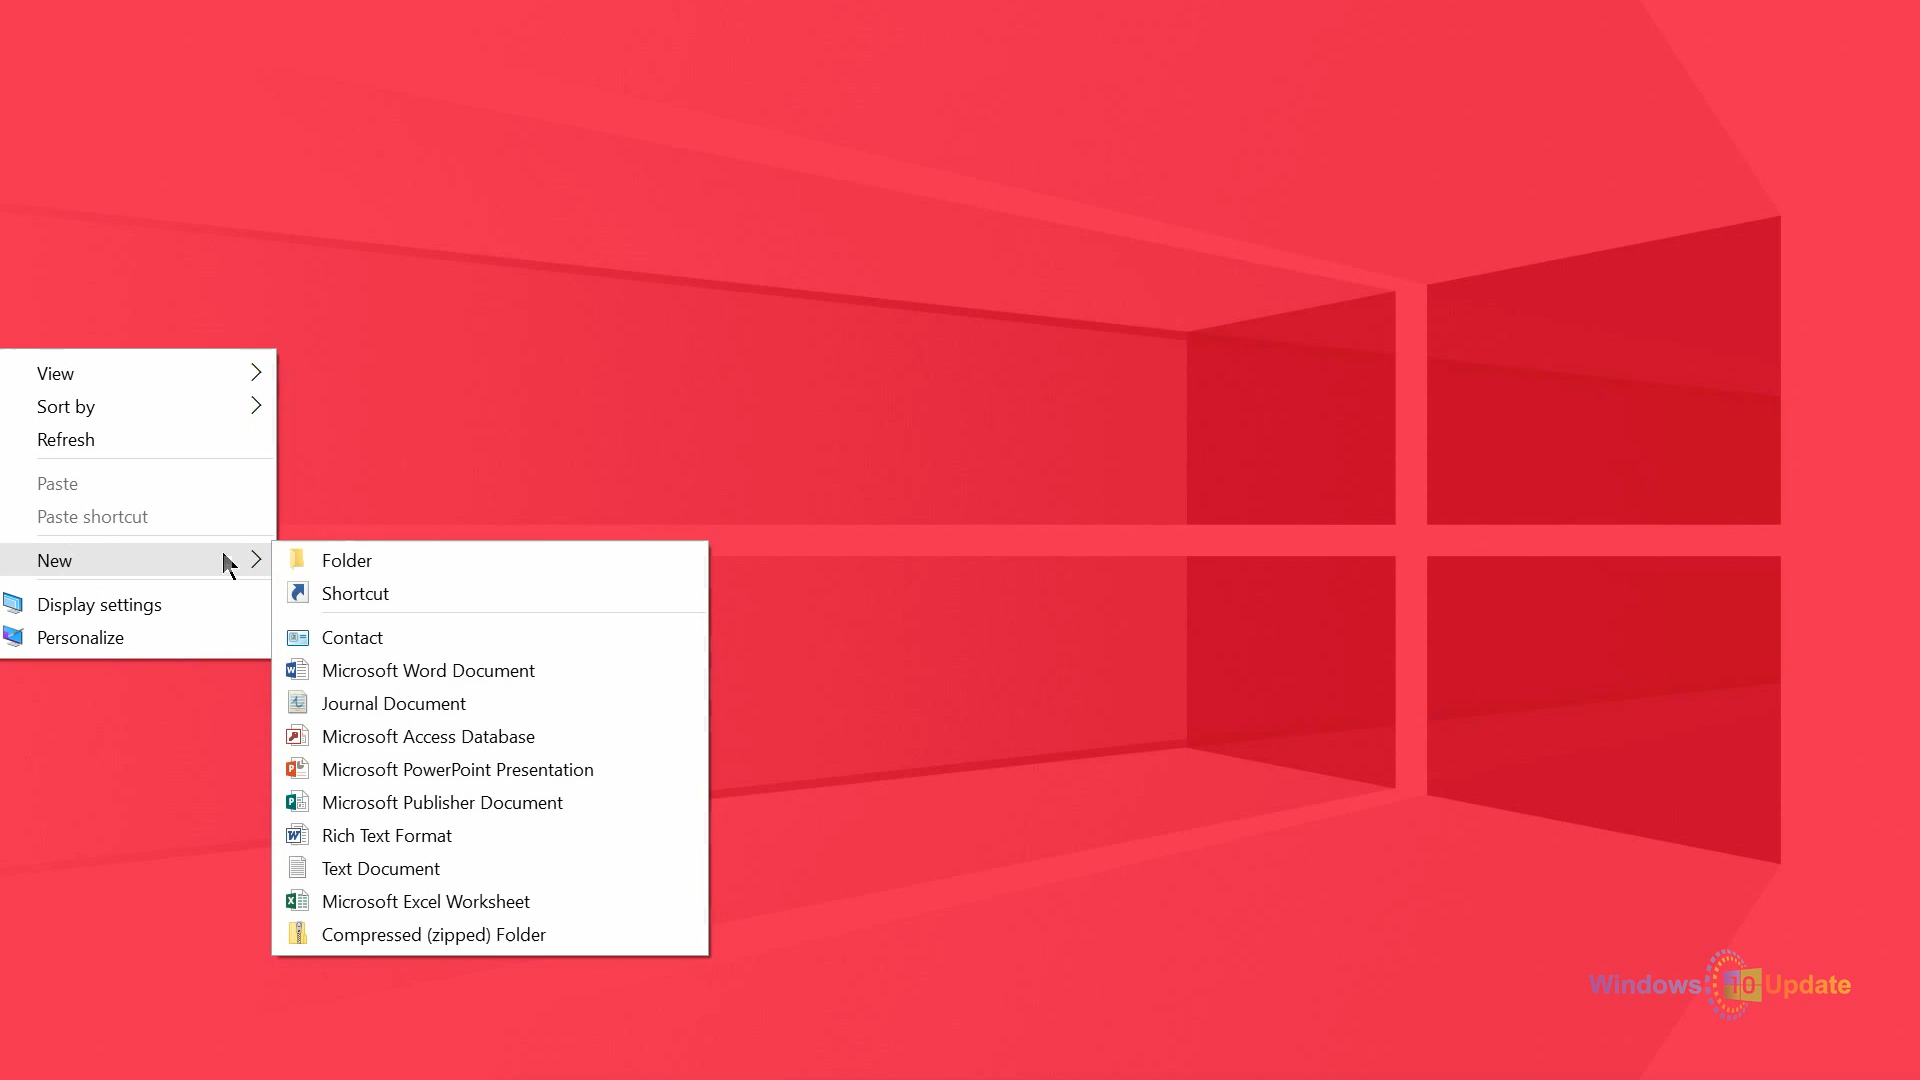 View
Sort by
Refresh
Paste
Paste shortcut
New
Display settings
Personalize
Folder
Shortcut
Contact
Microsoft Word Document
Journal Document
Microsoft Access Database
Microsoft PowerPoint Presentation
Microsoft Publisher Document
Rich Text Format
Text Document
Microsoft Excel Worksheet
Compressed (zipped) Folder
Windows 10 Update